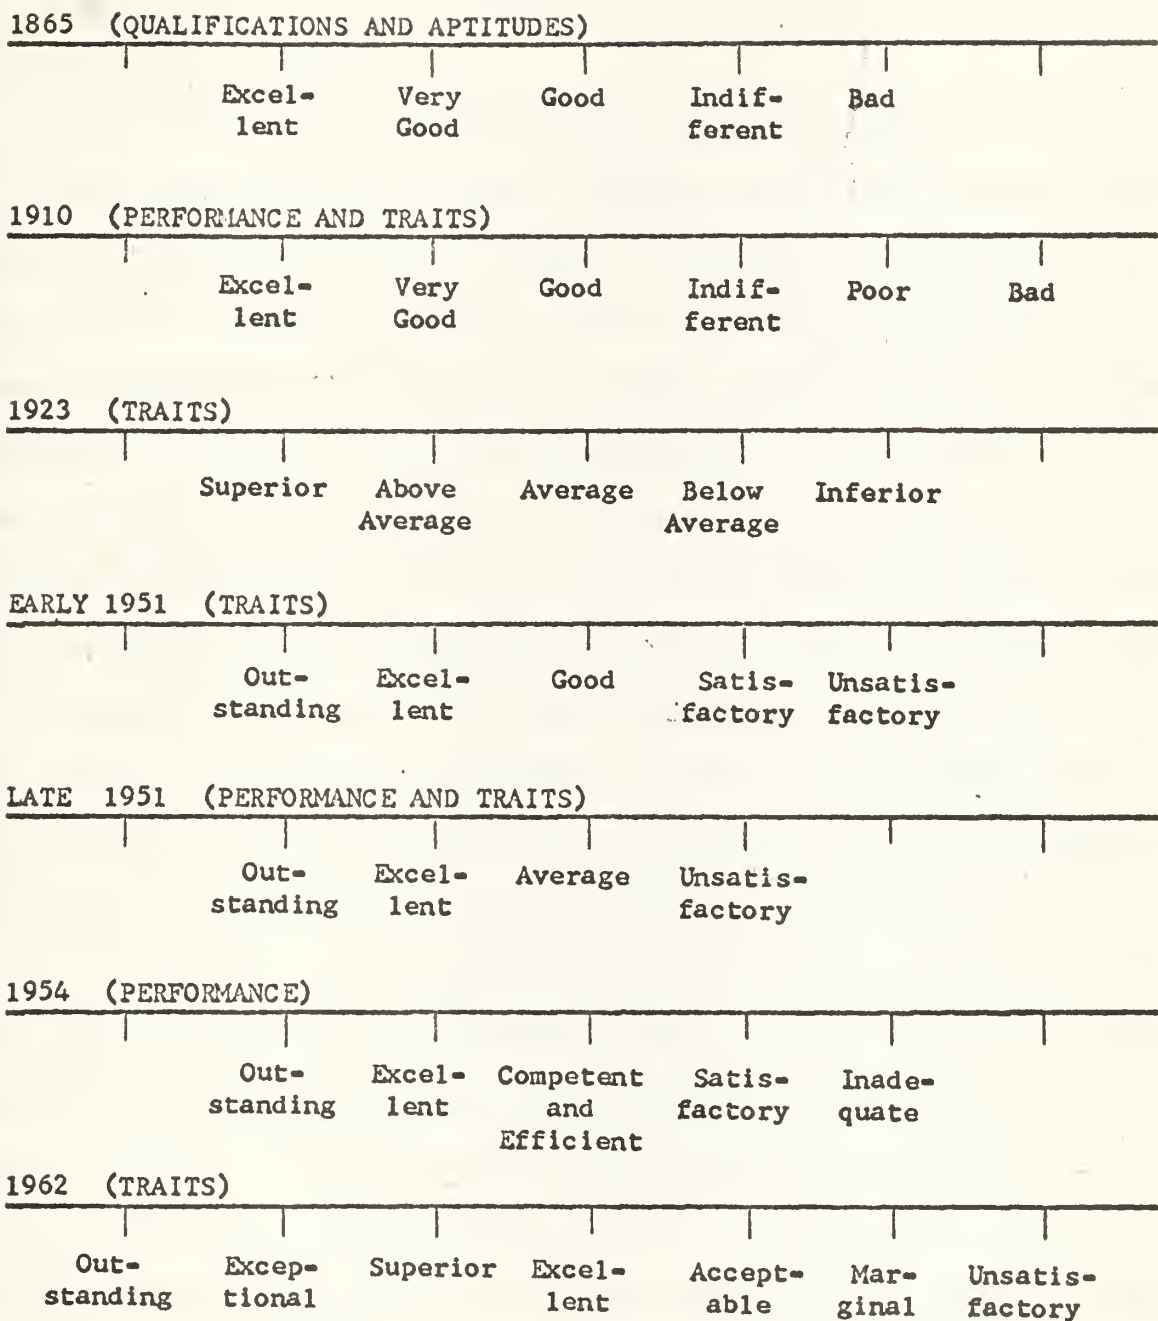 1865 (QUALIFICATIONS AND APTITUDES)
Excel- Very Good Indif- Bad
lent Good ferent
1910 (PERFORMANCE AND TRAITS)
Excel- Very Good Indif- Poor Bad
lent Good ferent
1923 (TRAITS)
Superior Above Average Below Inferior
Average Average
EARLY 1951 (TRAITS)
Out- Excel- Good Satis- Unsatis-
standing lent factory factory
LATE 1951 (PERFORMANCE AND TRAITS)
Out- Excel- Average Unsatis-
standing lent factory
1954 (PERFORMANCE)
Out- Excel- Competent Satis- Inade-
standing lent and factory quate
Efficient
1962 (TRAITS)
Out- Excep- Superior Excel- Accept- Mar- Unsatis-
standing tional lent able ginal factory